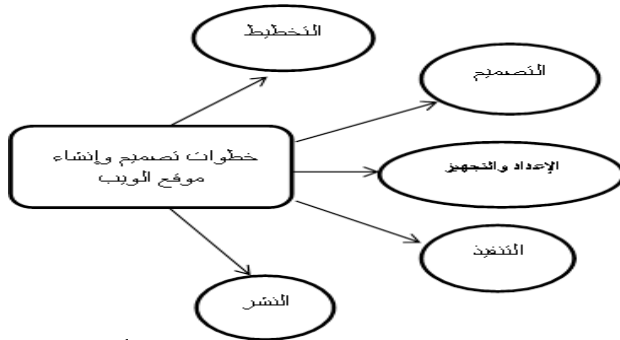 التخطيط
التصميم
خطوات تصميم وإنشاء
موقع الويب
الإعداد والتجهيز
التنفيذ
النشر